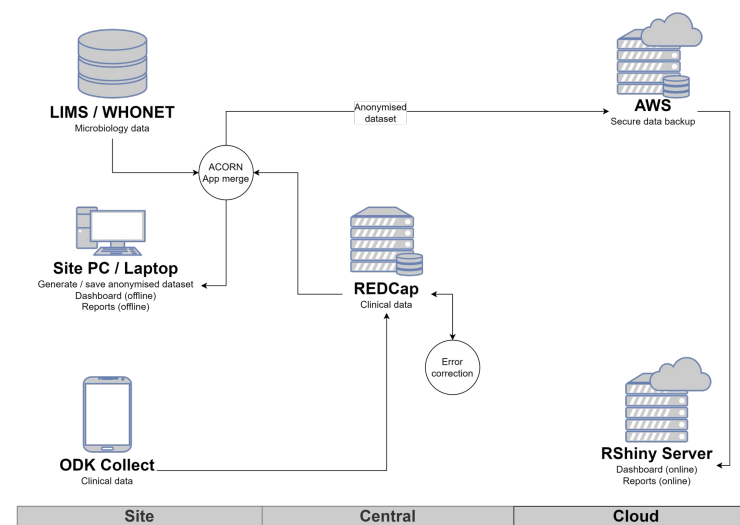 LIMS / WHONET
Microbiology data
AWS
Secure data backup
Anonymised
dataset
ACORN
App merge
Site PC / Laptop
Generate / save anonymised dataset
Dashboard (offline)
Reports (offline)
REDCap
Clinical data
Error
correction
ODK Collect
Clinical data
RShiny Server
Dashboard (online)
Reports (online)
Site
Central
Cloud